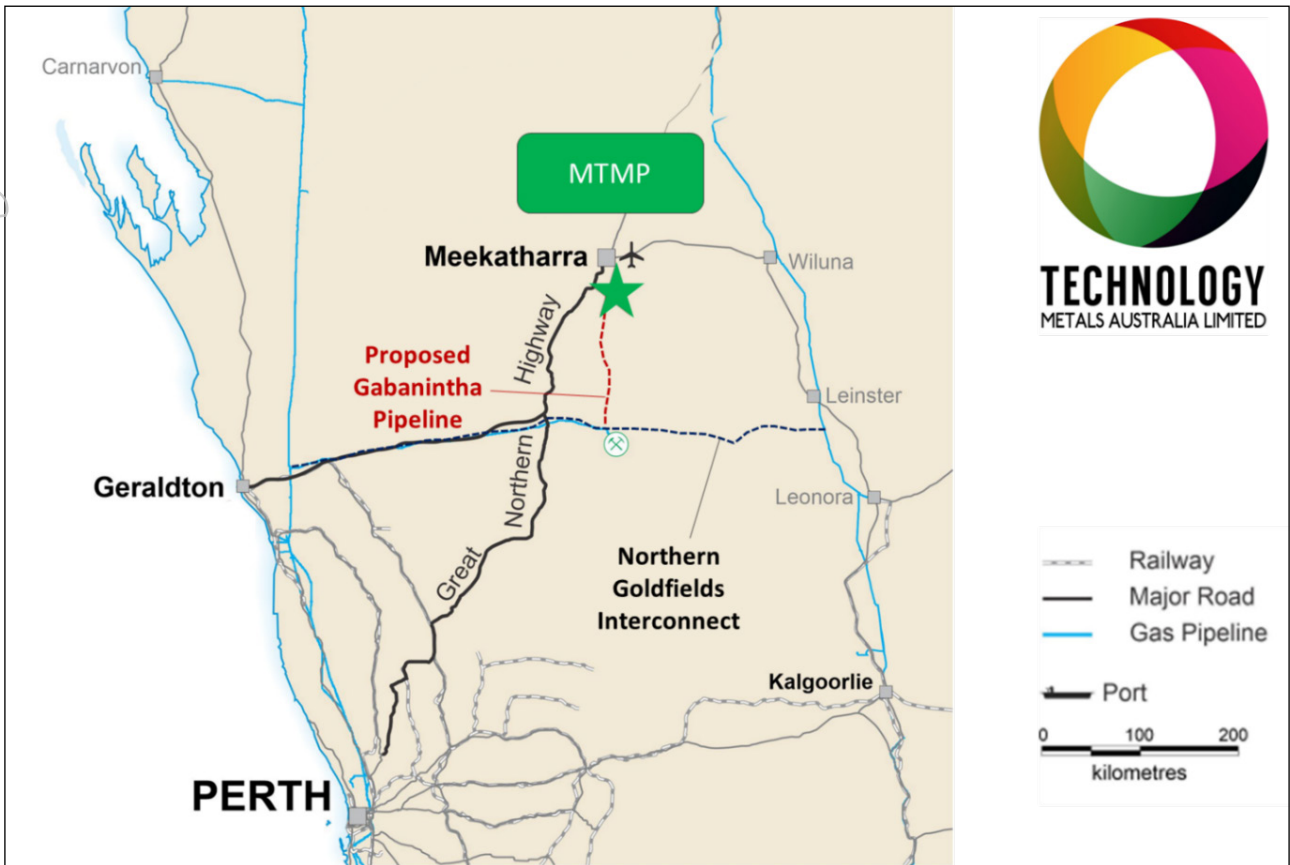 Carnarvon
MTMP
Meekatharra
Wiluna
Highway
Proposed
Gabanintha
Pipeline
Leinster
Geraldton
Northern
Leonora
Great
Northern
Goldfields
Interconnect
Kalgoorlie
PERTH
TECHNOLOGY
METALS AUSTRALIA LIMITED
Railway
Major Road
Gas Pipeline
Port
0 100 200
kilometres